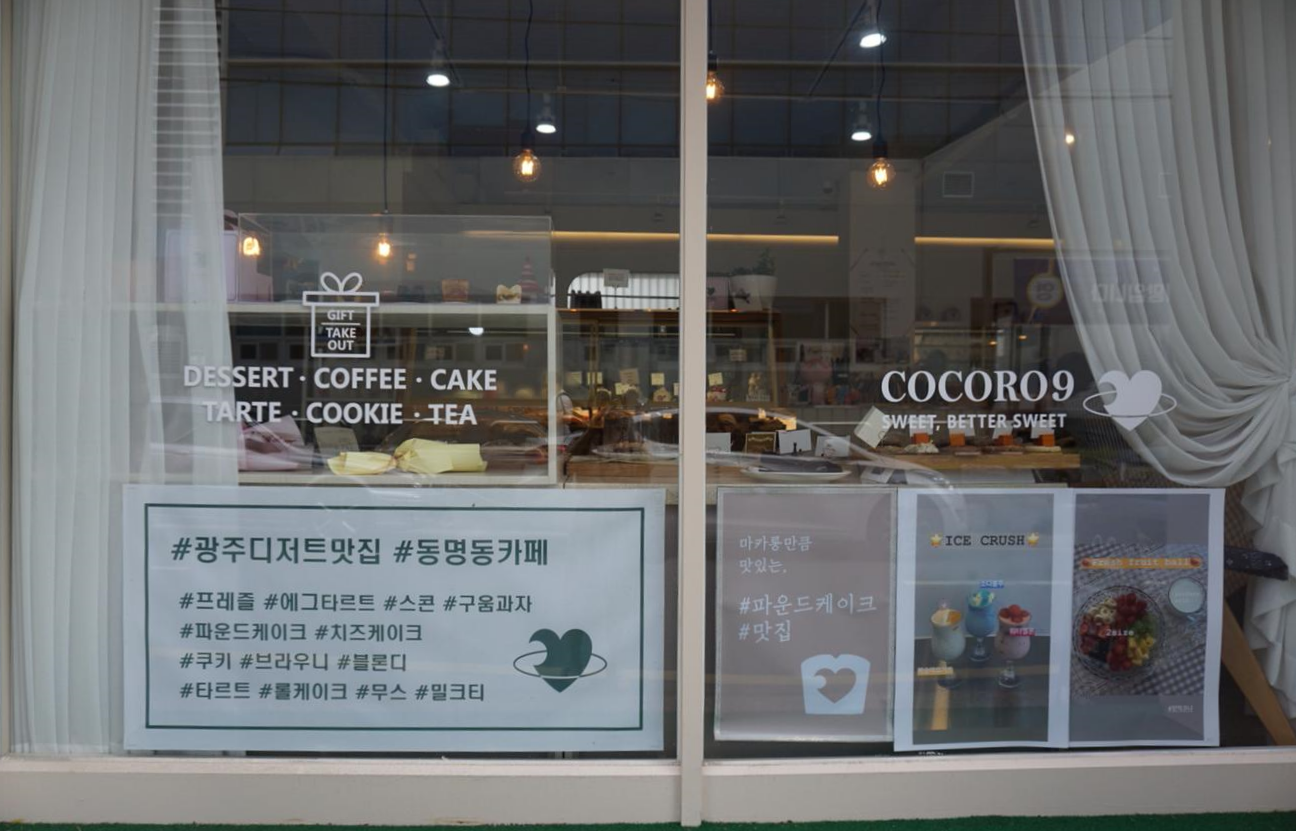 GIFT
TAKE
OUT
DESSERT · COFFEE · CAKE
TARTE · COOKIE · TEA
COCORO9
SWEET, BETTER SWEET
#광주디저트맛집 #동명동카페
#프레즐 #에그타르트 #스콘 #구움과자
#파운드케이크 #치즈케이크
#쿠키 #브라우니 #블론디
#타르트 #롤케이크 #무스 #밀크티
마카롱만큼
맛있는,
#파운드케이크
#맛집
ICE CRUSH
fresh fruit ball
2size